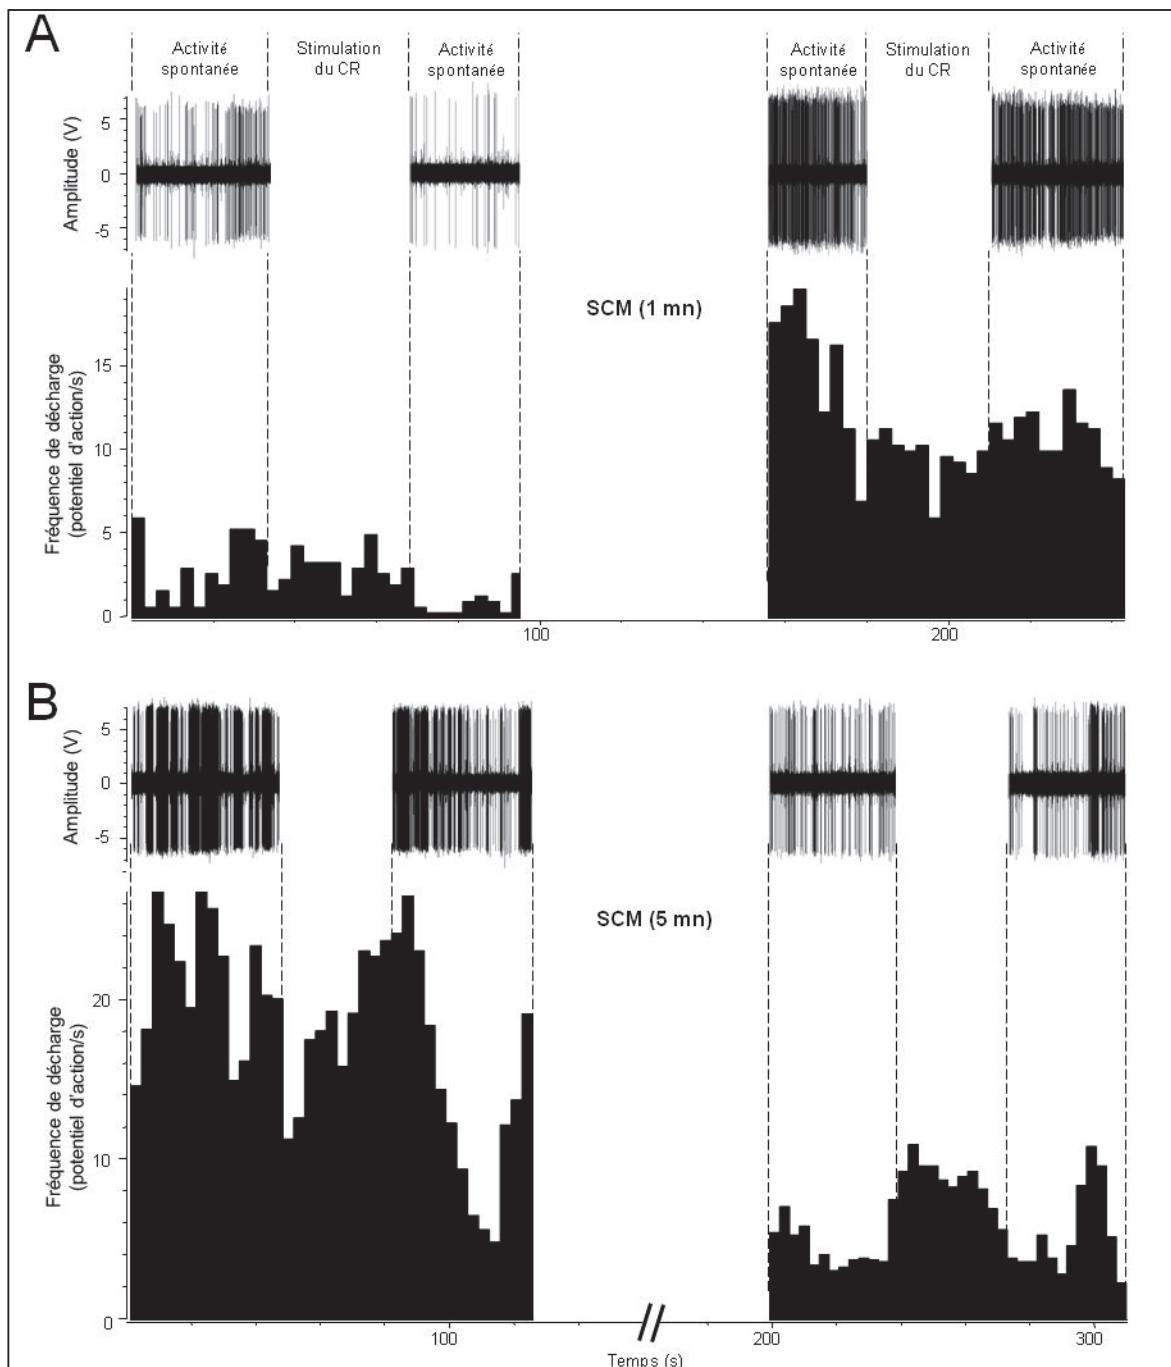 A
Activité
spontanée
Stimulation
du CR
Activité
spontanée
Activité
spontanée
Stimulation
du CR
Activité
spontanée
Amplitude (V)
5
0
-5
SCM (1 mn)
Fréquence de décharge
(potentiel d'action/s)
15
10
5
0
100
200
B
Amplitude (V)
5
0
-5
SCM (5 mn)
Fréquence de décharge
(potentiel d'action/s)
20
10
0
100
200
300
Temps (s)